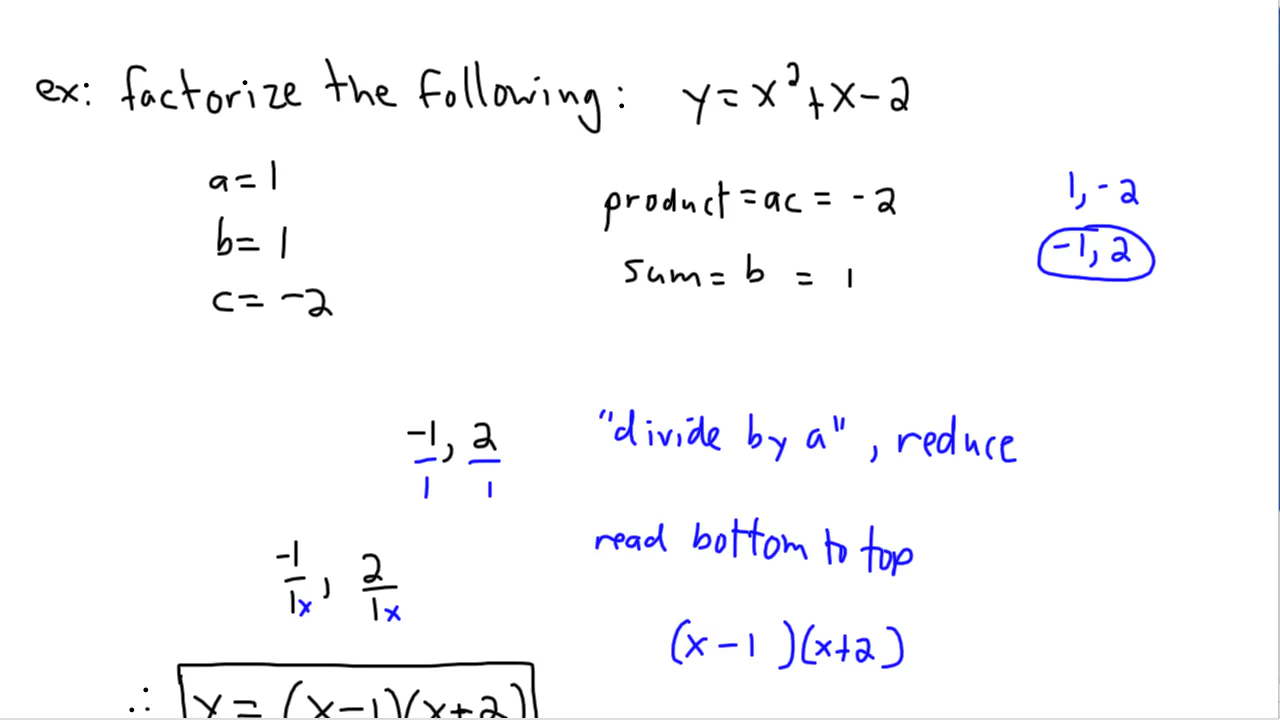 ex: factorize the following: y = x² + x - 2
a = 1
product = ac = -2
1, -2
b = 1
sum = b = 1
-1, 2
c = -2
-1/1, 2/1
"divide by a", reduce
read bottom to top
-1/1x, 2/1x
(x - 1)(x + 2)
∴ y = (x-1)(x+2)